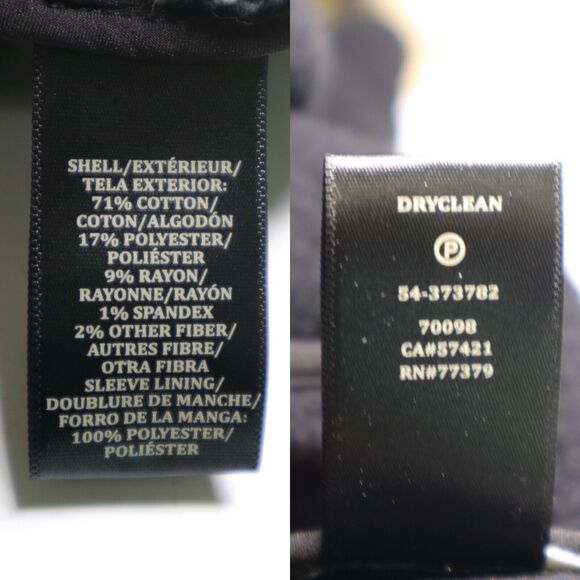 SHELL/EXTÉRIEUR/
TELA EXTERIOR:
71% COTTON/
COTON/ALGODÓN
17% POLYESTER/
POLIÉSTER
9% RAYON/
RAYONNE/RAYÓN
1% SPANDEX
2% OTHER FIBER/
AUTRES FIBRE/
OTRA FIBRA
SLEEVE LINING/
DOUBLURE DE MANCHE/
FORRO DE LA MANGA:
100% POLYESTER/
POLIÉSTER
DRYCLEAN
P
54-373782
70098
CA#57421
RN#77379